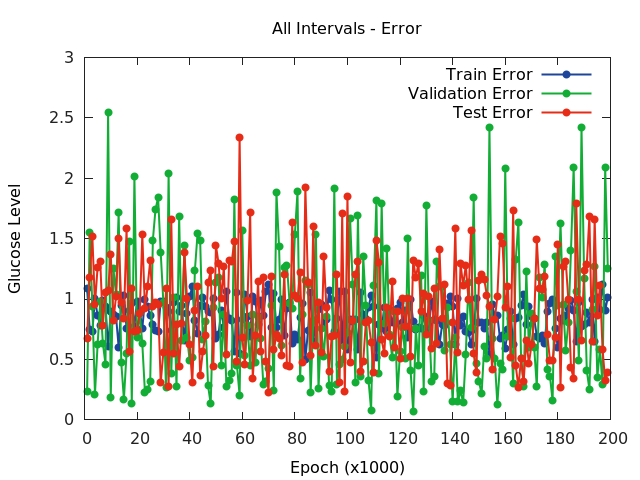 All Intervals - Error
Train Error
Validation Error
Test Error
3
2.5
2
1.5
1
0.5
0
Glucose Level
0 20 40 60 80 100 120 140 160 180 200
Epoch (x1000)